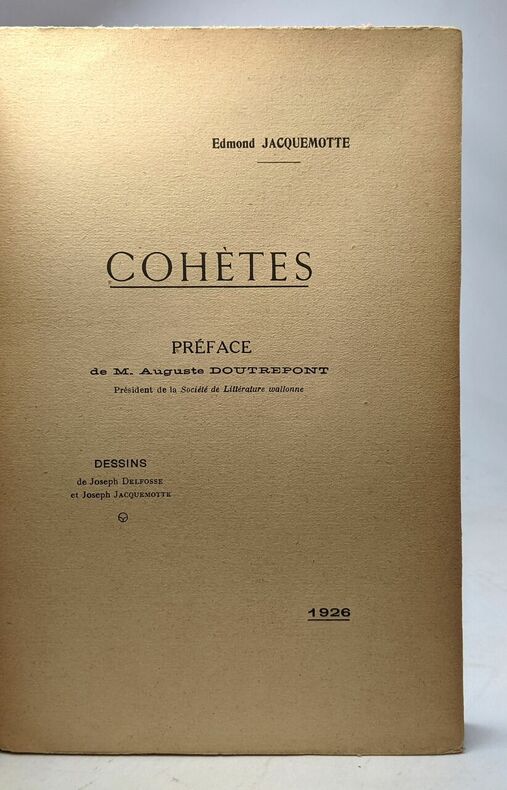 Edmond JACQUEMOTTE
COHÈTES
PRÉFACE
de M. Auguste DOUTREPONT
Président de la Société de Littérature wallonne
DESSINS
de Joseph DELFOSSE
et Joseph JACQUEMOTTE
1926